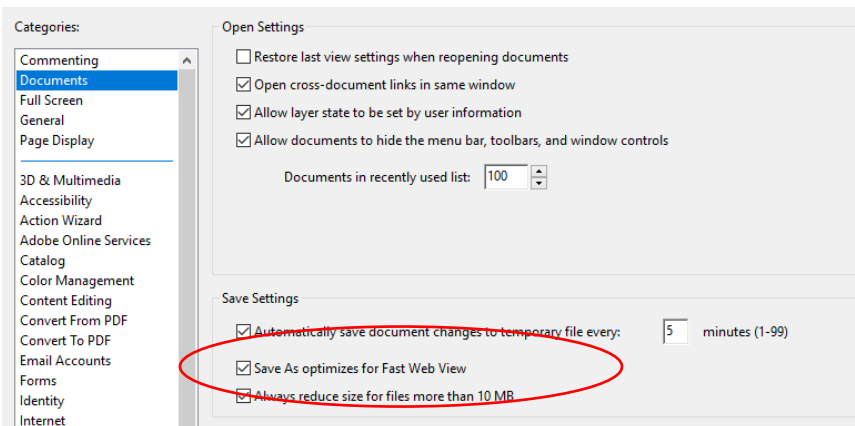 Categories:
Commenting
Documents
Full Screen
General
Page Display
3D & Multimedia
Accessibility
Action Wizard
Adobe Online Services
Catalog
Color Management
Content Editing
Convert From PDF
Convert To PDF
Email Accounts
Forms
Identity
Internet
Open Settings
Restore last view settings when reopening documents
Open cross-document links in same window
Allow layer state to be set by user information
Allow documents to hide the menu bar, toolbars, and window controls
Documents in recently used list: 100
Save Settings
Automatically save document changes to temporary file every: 5 minutes (1-99)
Save As optimizes for Fast Web View
Always reduce size for files more than 10 MB